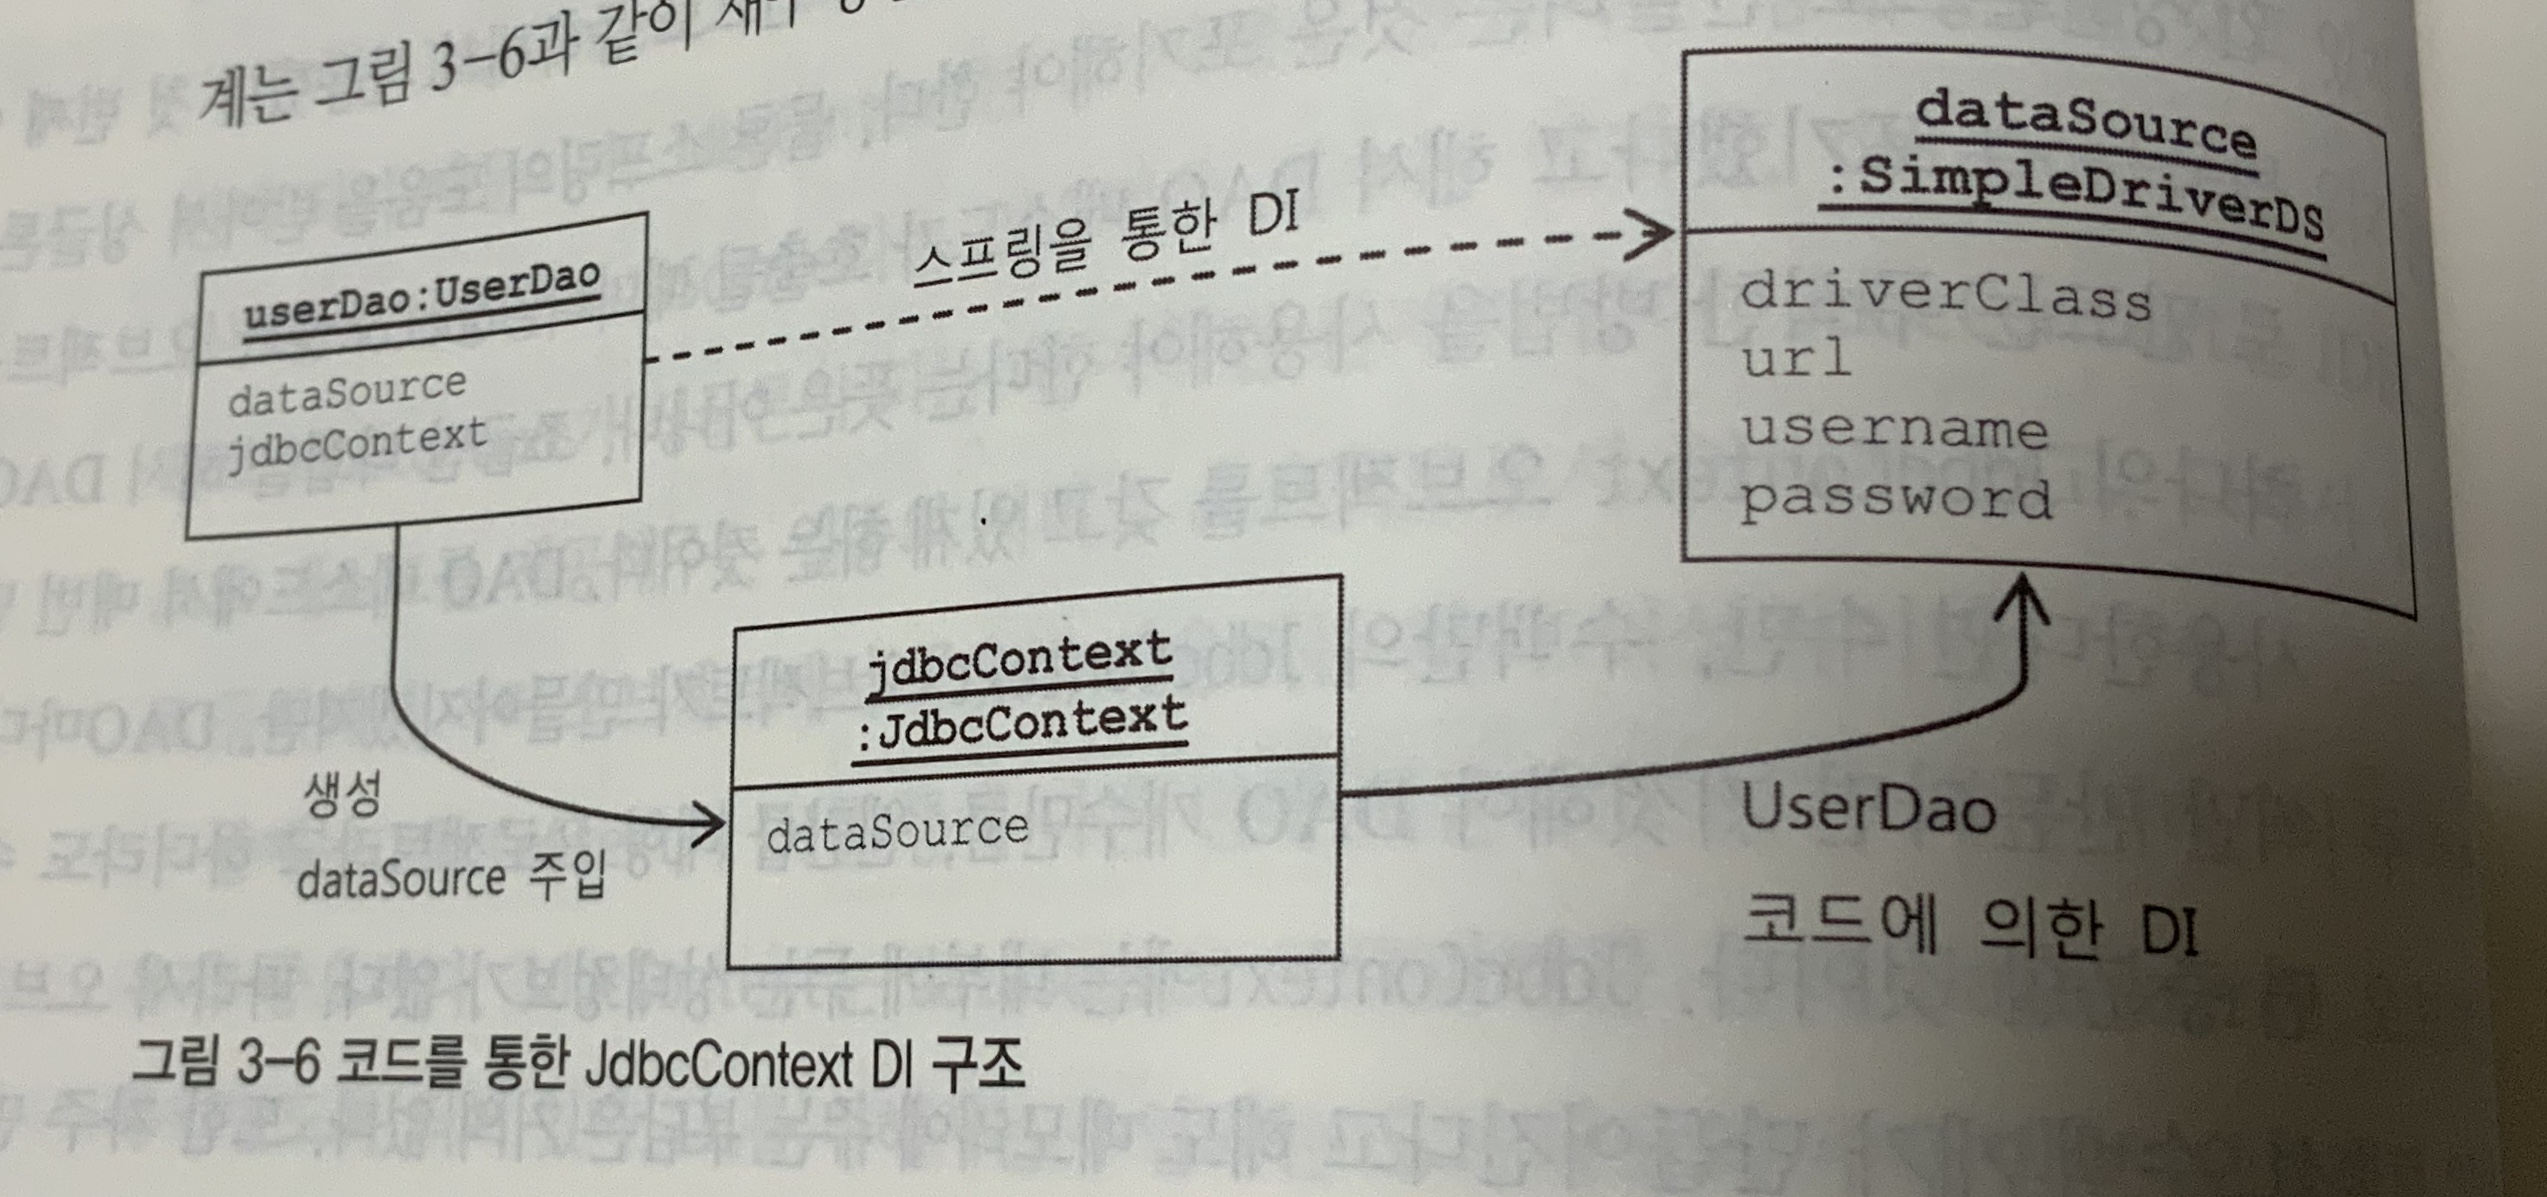 계는 그림 3-6과 같이
dataSource
:SimpleDriverDS
스프링을 통한 DI
userDao:UserDao
driverClass
url
username
password
dataSource
jdbcContext
jdbcContext
:JdbcContext
dataSource
생성
dataSource 주입
UserDao
코드에 의한 DI
그림 3-6 코드를 통한 JdbcContext DI 구조